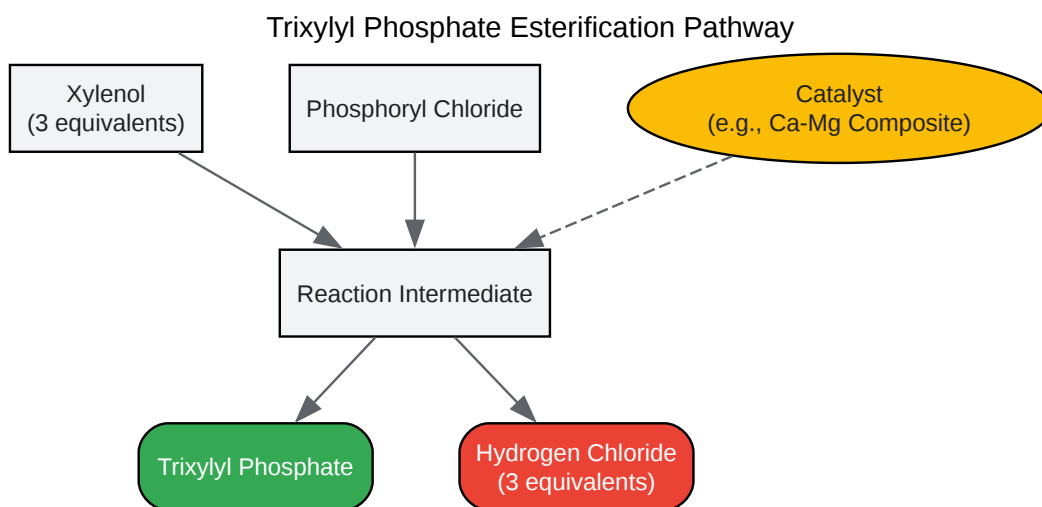 Trixylyl Phosphate Esterification Pathway
Xylenol
(3 equivalents)
Phosphoryl Chloride
Catalyst
(e.g., Ca-Mg Composite)
Reaction Intermediate
Trixylyl Phosphate
Hydrogen Chloride
(3 equivalents)